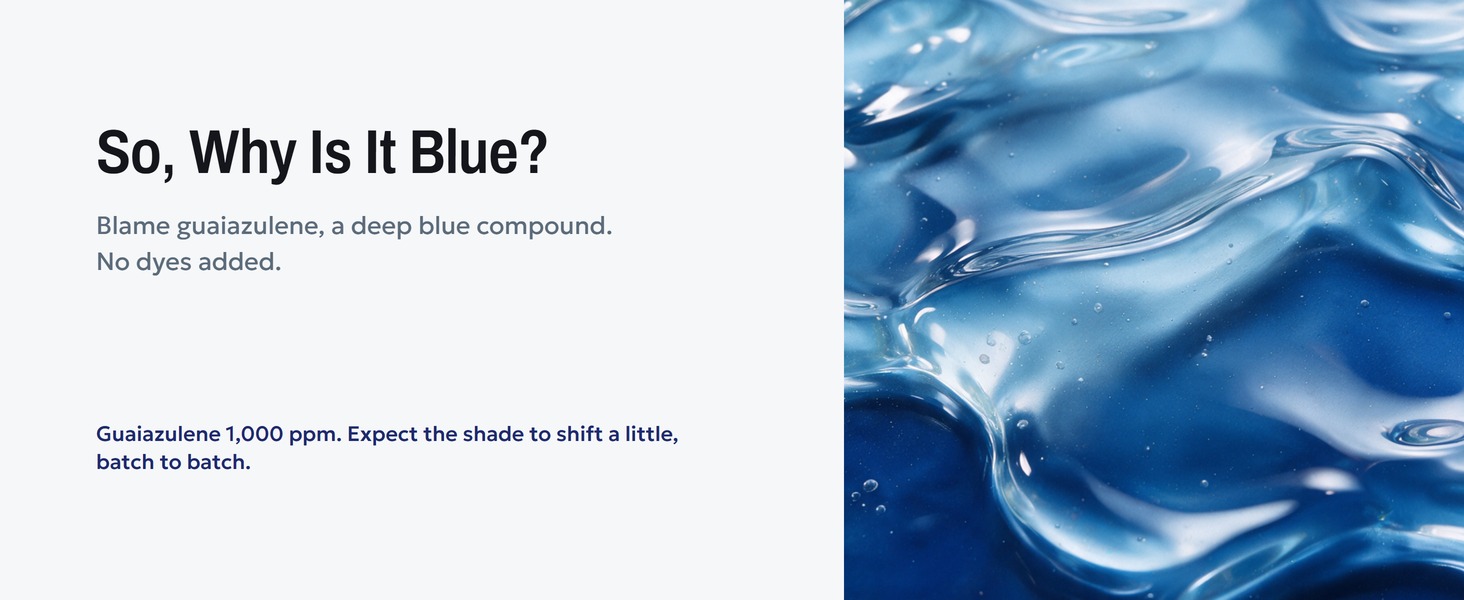 So, Why Is It Blue?
Blame guaiazulene, a deep blue compound.
No dyes added.
Guaiazulene 1,000 ppm. Expect the shade to shift a little,
batch to batch.